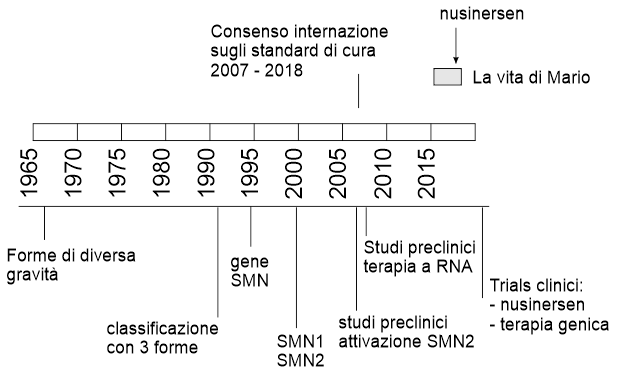 nusinersen
Consenso internazione
sugli standard di cura
2007 - 2018
La vita di Mario
1965
1970
1975
1980
1985
1990
1995
2000
2005
2010
2015
Forme di diversa
gravità
classificazione
con 3 forme
gene
SMN
SMN1
SMN2
studi preclinici
attivazione SMN2
Studi preclinici
terapia a RNA
Trials clinici:
- nusinersen
- terapia genica